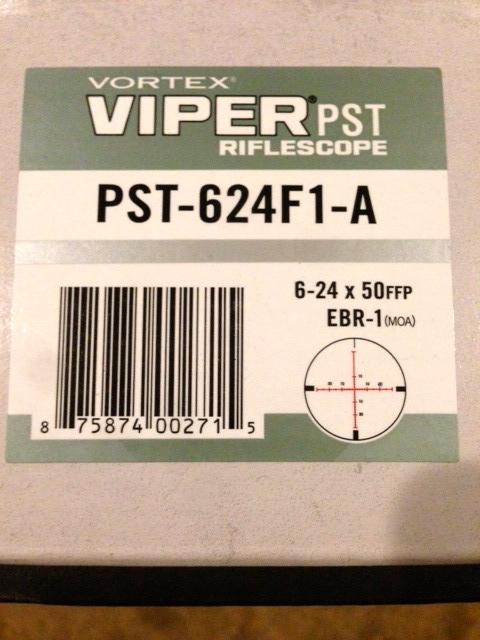 VORTEX®
VIPER® PST
RIFLESCOPE
PST-624F1-A
6-24 x 50FFP
EBR-1(MOA)
8 75874 00271 5